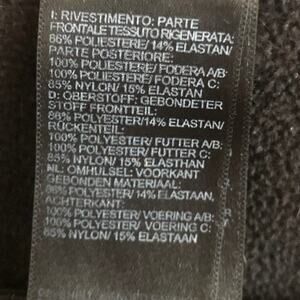 I: RIVESTIMENTO: PARTE
FRONTALE TESSUTO RIGENERATA:
86% POLIESTERE/ 14% ELASTAN/
PARTE POSTERIORE:
100% POLIESTERE/ FODERA A/B:
100% POLIESTERE/ FODERA C:
85% NYLON/ 15% ELASTAN
D: OBERSTOFF: GEBONDETER
STOFF FRONTTEIL:
86% POLYESTER/14% ELASTAN/
RÜCKENTEIL:
100% POLYESTER/ FUTTER A/B:
100% POLYESTER/ FUTTER C:
85% NYLON/ 15% ELASTHAN
NL: OMHULSEL: VOORKANT
GEBONDEN MATERIAAL:
86% POLYESTER/ 14% ELASTAAN,
ACHTERKANT:
100% POLYESTER/ VOERING A/B:
100% POLYESTER/ VOERING C:
85% NYLON/ 15% ELASTAAN